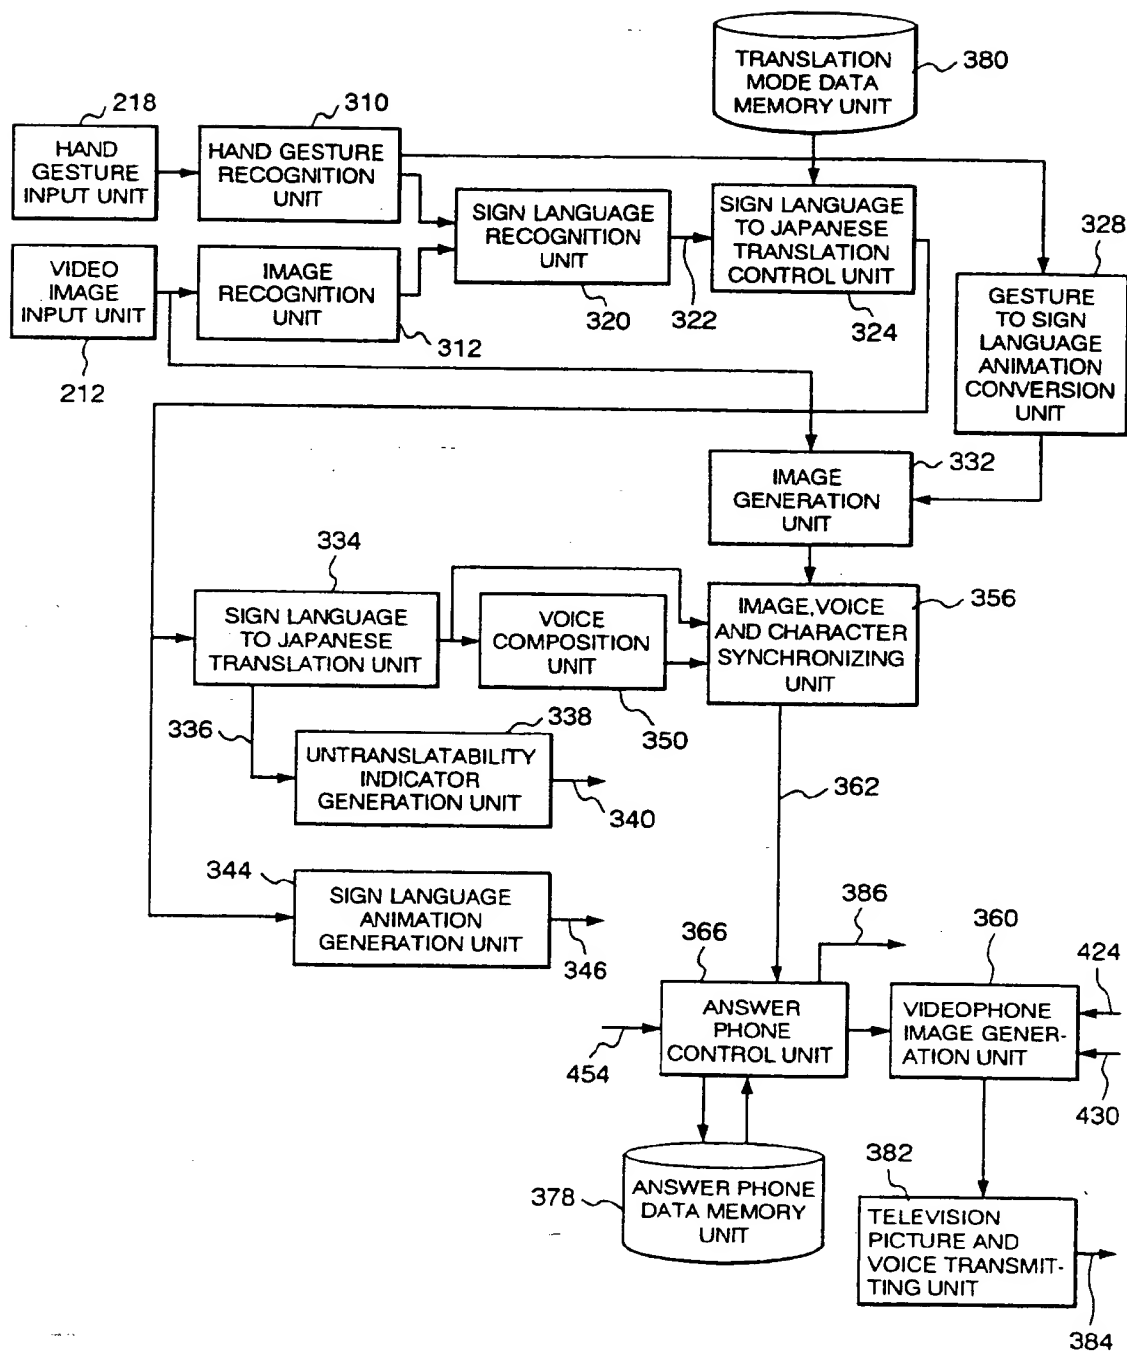 380
TRANSLATION
MODE DATA
MEMORY UNIT
218
HAND
GESTURE
INPUT UNIT
310
HAND GESTURE
RECOGNITION
UNIT
SIGN LANGUAGE
RECOGNITION
UNIT
320
322
SIGN LANGUAGE
TO JAPANESE
TRANSLATION
CONTROL UNIT
324
328
GESTURE
TO SIGN
LANGUAGE
ANIMATION
CONVERSION
UNIT
VIDEO
IMAGE
INPUT UNIT
212
IMAGE
RECOGNITION
UNIT
312
332
IMAGE
GENERATION
UNIT
334
SIGN LANGUAGE
TO JAPANESE
TRANSLATION UNIT
VOICE
COMPOSITION
UNIT
350
IMAGE, VOICE
AND CHARACTER
SYNCHRONIZING
UNIT
356
336
338
UNTRANSLATABILITY
INDICATOR
GENERATION UNIT
340
362
344
SIGN LANGUAGE
ANIMATION
GENERATION UNIT
346
366
386
360
424
ANSWER
PHONE
CONTROL UNIT
454
VIDEOPHONE
IMAGE GENER-
ATION UNIT
430
378
ANSWER PHONE
DATA MEMORY
UNIT
382
TELEVISION
PICTURE AND
VOICE TRANSMIT-
TING UNIT
384